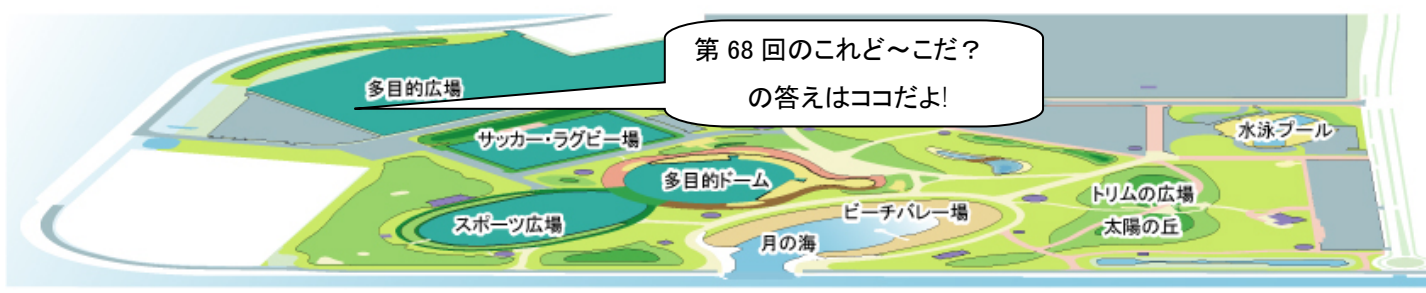 第 68 回のこれど～こだ？
の答えはココだよ!
多目的広場
サッカー・ラグビー場
水泳プール
多目的ドーム
トリムの広場
ビーチバレー場
スポーツ広場
太陽の丘
月の海